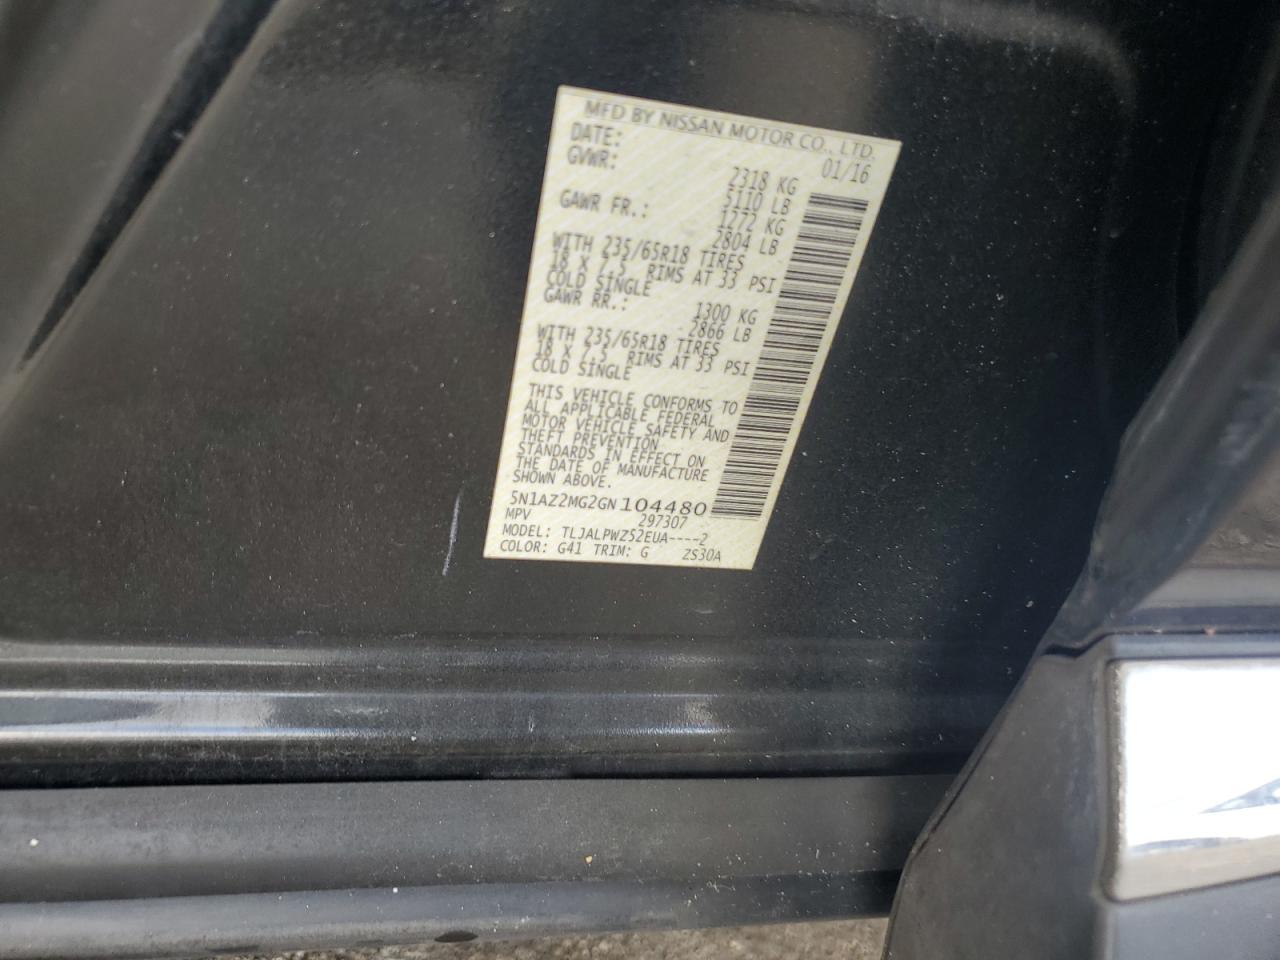 MFD BY NISSAN MOTOR CO., LTD.
DATE: 01/16
GVWR: 2318 KG
5110 LB
GAWR FR.: 1272 KG
2804 LB
WITH 235/65R18 TIRES
18 X 7.5 RIMS AT 33 PSI
COLD SINGLE
GAWR RR.: 1300 KG
2866 LB
WITH 235/65R18 TIRES
18 X 7.5 RIMS AT 33 PSI
COLD SINGLE
THIS VEHICLE CONFORMS TO
ALL APPLICABLE FEDERAL
MOTOR VEHICLE SAFETY AND
THEFT PREVENTION
STANDARDS IN EFFECT ON
THE DATE OF MANUFACTURE
SHOWN ABOVE.
5N1AZ2MG2GN104480
MPV 297307
MODEL: TLJALPWZ52EUA----2
COLOR: G41 TRIM: G ZS30A